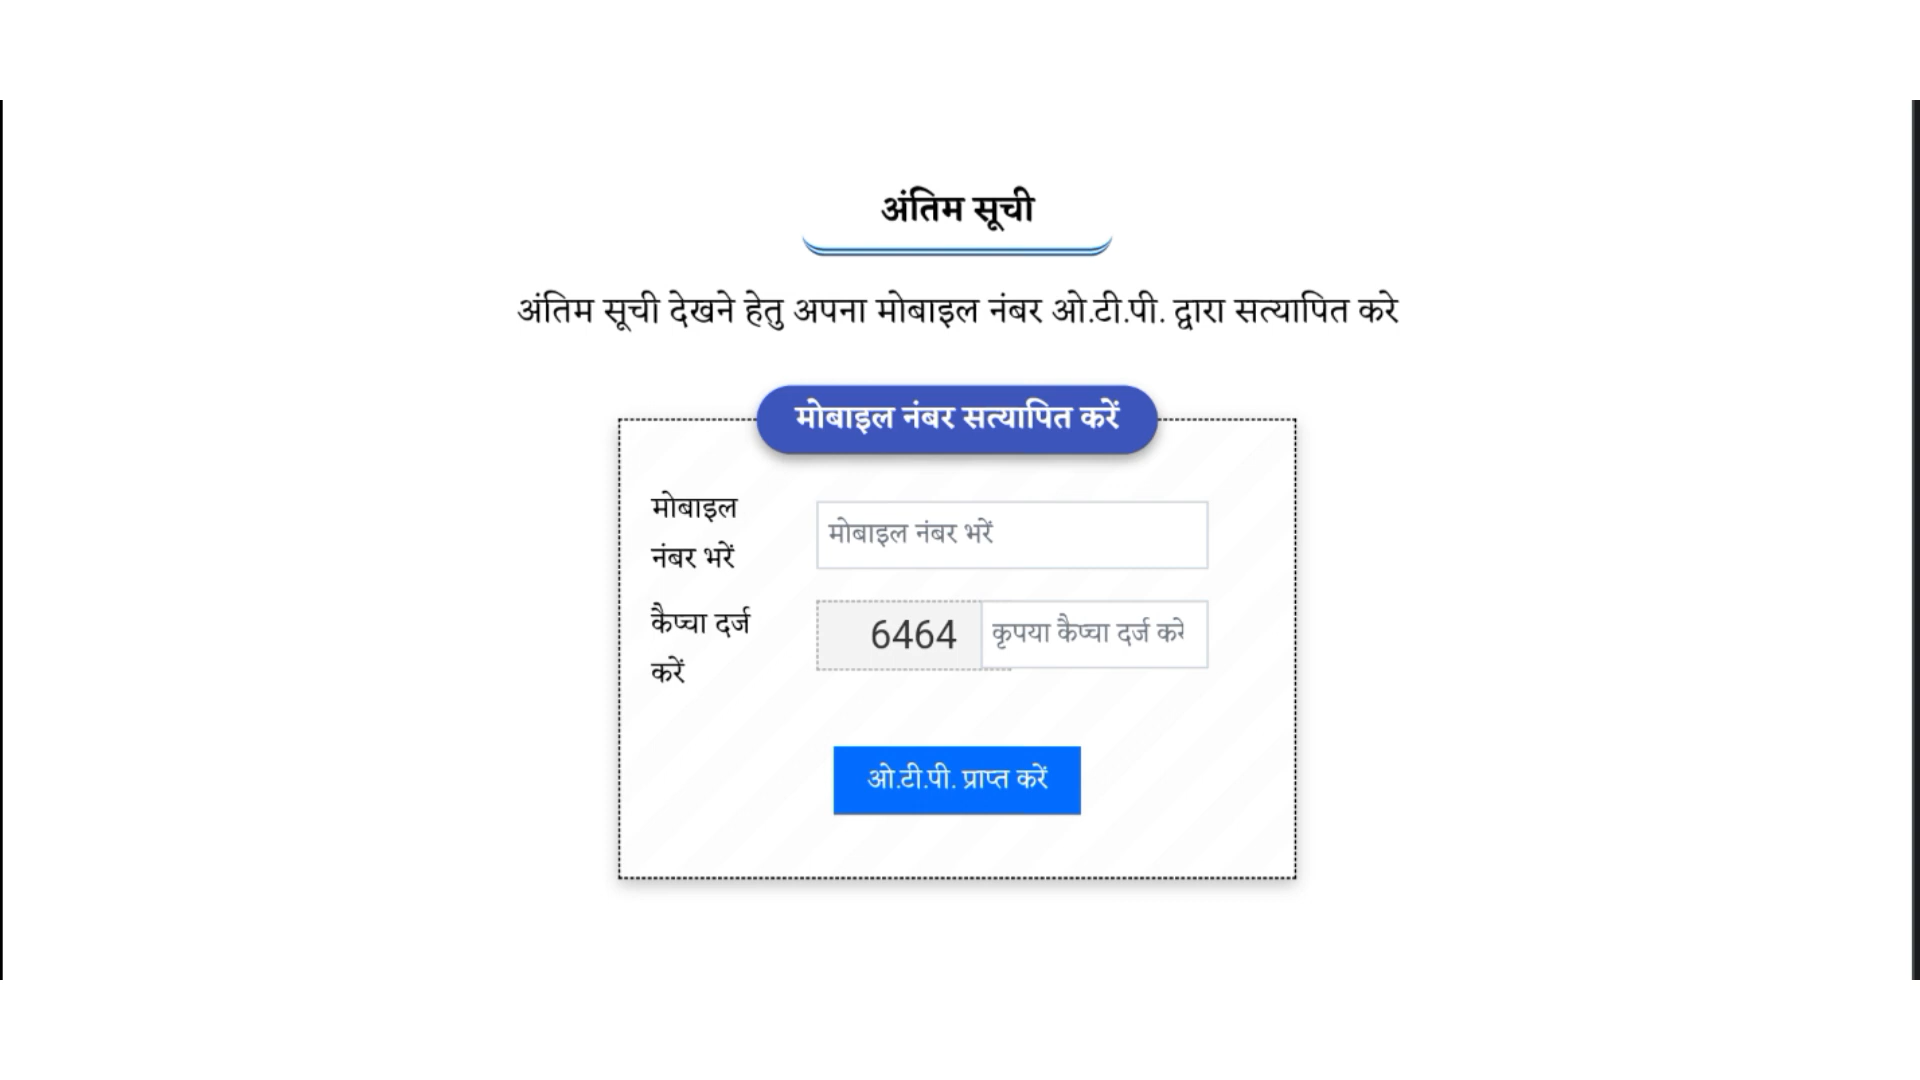 अंतिम सूची
अंतिम सूची देखने हेतु अपना मोबाइल नंबर ओ.टी.पी. द्वारा सत्यापित करे
मोबाइल नंबर सत्यापित करें
मोबाइल
नंबर भरें
मोबाइल नंबर भरें
कैप्चा दर्ज
करें
6464
कृपया कैप्चा दर्ज करे
ओ.टी.पी. प्राप्त करें